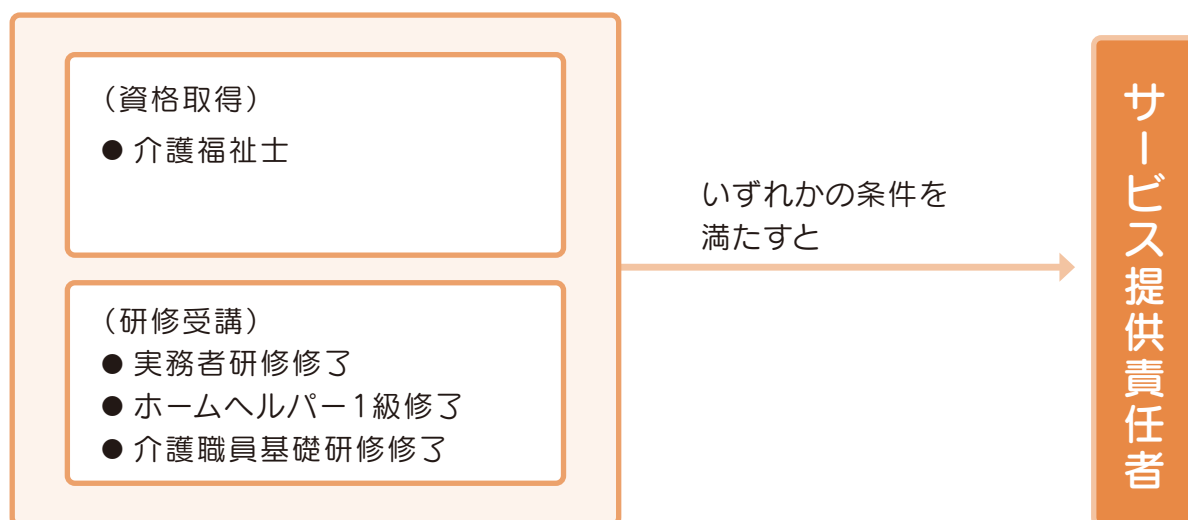 （資格取得）
● 介護福祉士
（研修受講）
● 実務者研修修了
● ホームヘルパー1級修了
● 介護職員基礎研修修了
いずれかの条件を
満たすと
サービス提供責任者